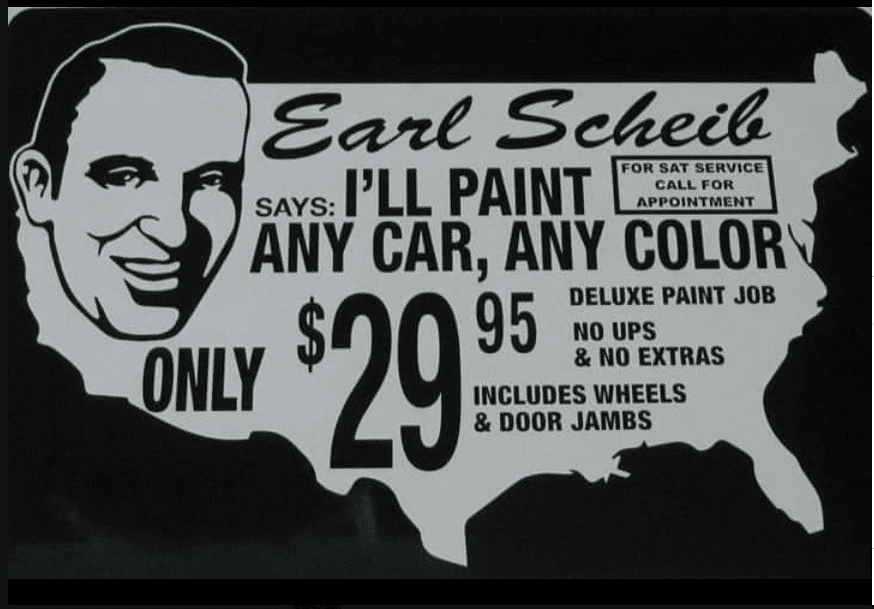 Earl Scheib
SAYS: I'LL PAINT
FOR SAT SERVICE
CALL FOR
APPOINTMENT
ANY CAR, ANY COLOR
ONLY $29 95
DELUXE PAINT JOB
NO UPS
& NO EXTRAS
INCLUDES WHEELS
& DOOR JAMBS